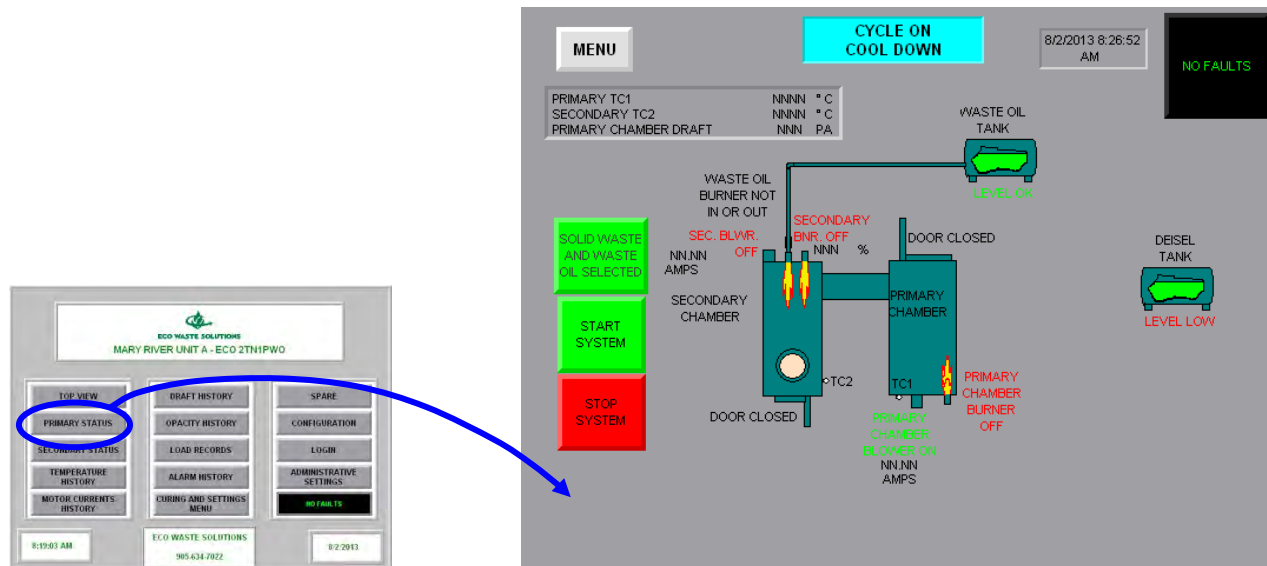 ECO WASTE SOLUTIONS
MARY RIVER UNIT A - ECO 2TN1PWO
TOP VIEW
DRAFT HISTORY
SPARE
PRIMARY STATUS
OPACITY HISTORY
CONFIGURATION
SECONDARY STATUS
LOAD RECORDS
LOGIN
TEMPERATURE
HISTORY
ALARM HISTORY
ADMINISTRATIVE
SETTINGS
MOTOR CURRENTS
HISTORY
CURING AND SETTINGS
MENU
NO FAULTS
8:19:03 AM
ECO WASTE SOLUTIONS
905-634-7022
8/2/2013
MENU
CYCLE ON
COOL DOWN
8/2/2013 8:26:52
AM
NO FAULTS
PRIMARY TC1 NNNN °C
SECONDARY TC2 NNNN °C
PRIMARY CHAMBER DRAFT NNN PA
WASTE OIL
TANK
LEVEL OK
WASTE OIL
BURNER NOT
IN OR OUT
SECONDARY
BNR. OFF
NNN %
SEC. BLWR.
OFF
NN.NN
AMPS
DOOR CLOSED
DEISEL
TANK
LEVEL LOW
SOLID WASTE
AND WASTE
OIL SELECTED
SECONDARY
CHAMBER
PRIMARY
CHAMBER
START
SYSTEM
STOP
SYSTEM
TC2
TC1
DOOR CLOSED
PRIMARY
CHAMBER
BURNER
OFF
PRIMARY
CHAMBER
BLOWER ON
NN.NN
AMPS